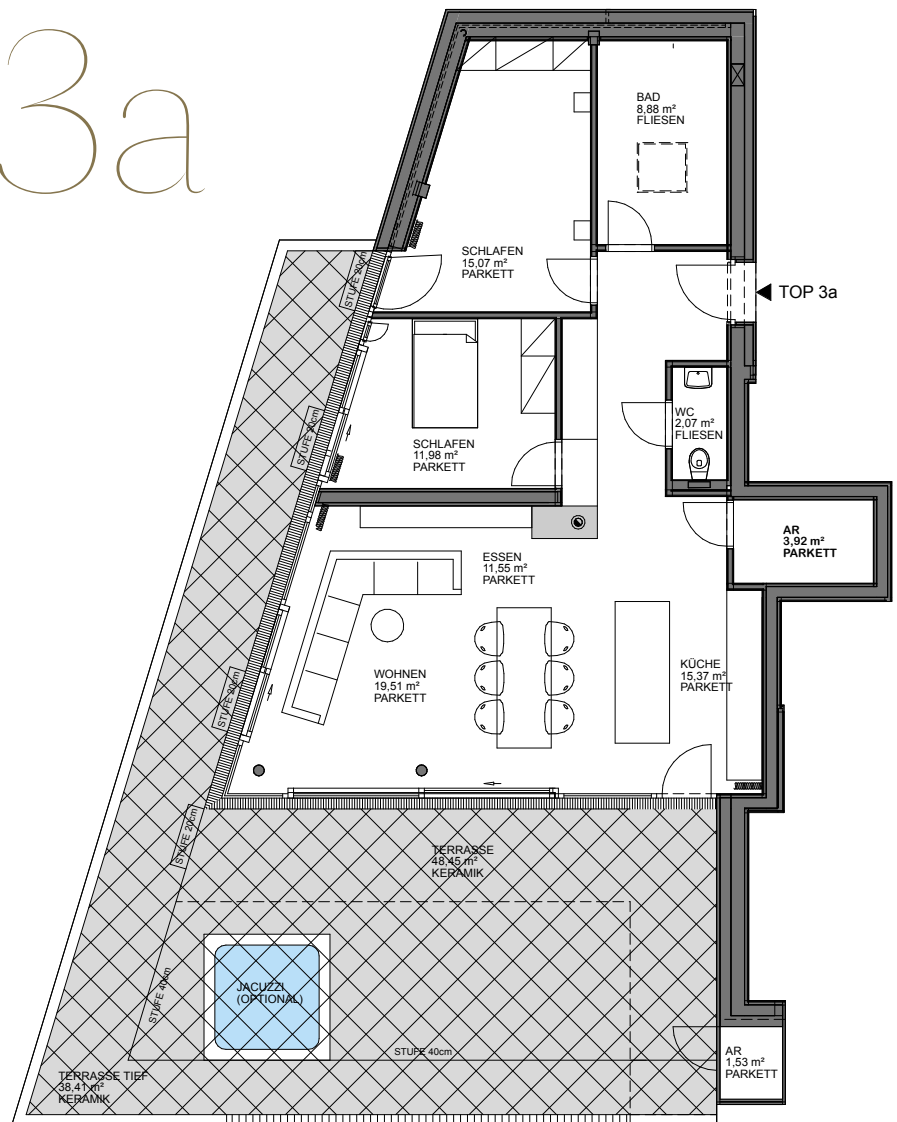 3a
BAD
8,88 m²
FLIESEN
SCHLAFEN
15,07 m²
PARKETT
STUFE 20cm
TOP 3a
WC
2,07 m²
FLIESEN
STUFE 20cm
SCHLAFEN
11,98 m²
PARKETT
AR
3,92 m²
PARKETT
ESSEN
11,55 m²
PARKETT
WOHNEN
19,51 m²
PARKETT
KÜCHE
15,37 m²
PARKETT
STUFE 20cm
STUFE 20cm
TERRASSE
48,45 m²
KERAMIK
JACUZZI
(OPTIONAL)
STUFE 40cm
STUFE 40cm
AR
1,53 m²
PARKETT
TERRASSE TIEF
38,41 m²
KERAMIK